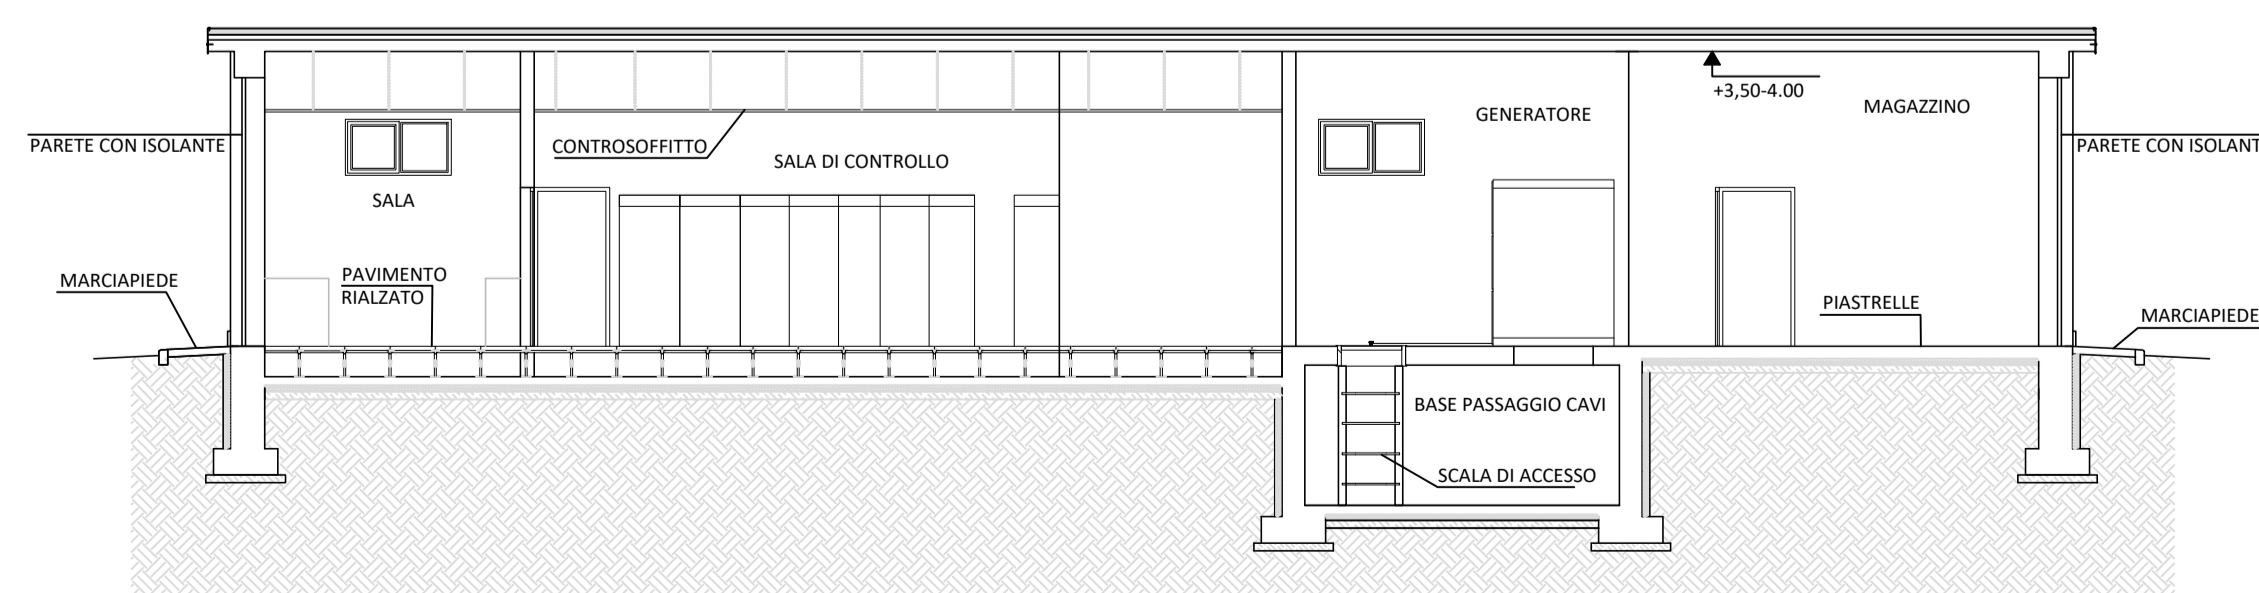 +3,50-4.00
MAGAZZINO
GENERATORE
PARETE CON ISOLANTE
CONTROSOFFITTO
SALA DI CONTROLLO
PARETE CON ISOLANT
SALA
MARCIAPIEDE
PAVIMENTO
RIALZATO
PIASTRELLE
MARCIAPIEDE
BASE PASSAGGIO CAVI
SCALA DI ACCESSO